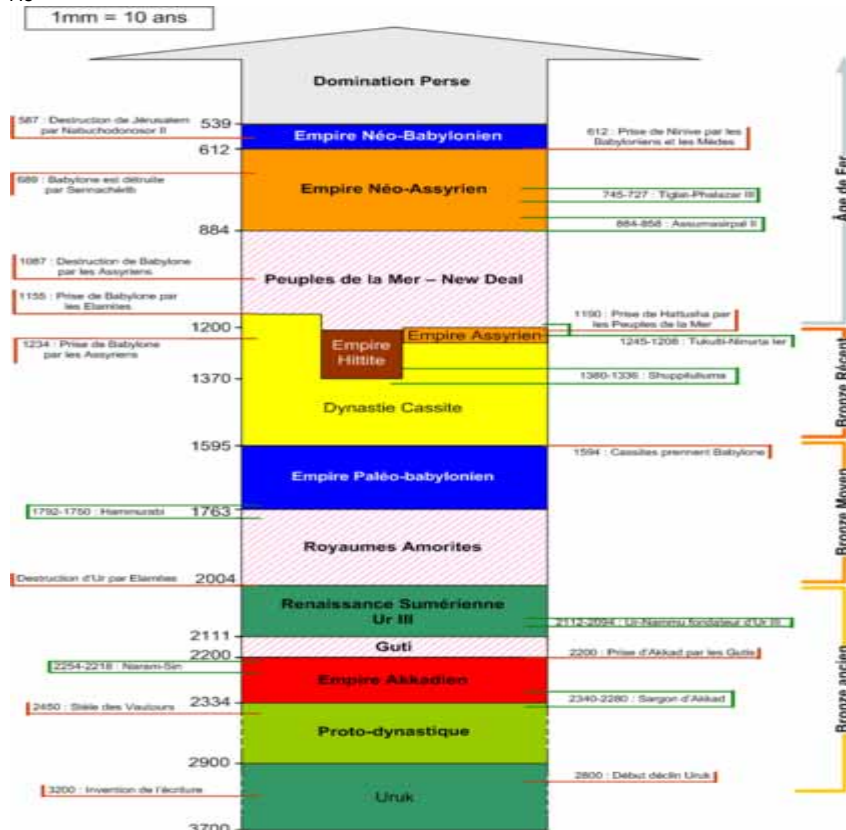 1mm = 10 ans
Domination Perse
587 : Destruction de Jérusalem
par Nabuchodonosor II
539
Empire Néo-Babylonien
612 : Prise de Ninive par les
Babyloniens et les Mèdes
612
689 : Babylone est détruite
par Sennachérib
Empire Néo-Assyrien
745-727 : Tiglat-Phalazar III
884-858 : Assurnasirpal II
884
Âge de Fer
1087 : Destruction de Babylone
par les Assyriens
Peuples de la Mer – New Deal
1155 : Prise de Babylone par
les Elamites
1190 : Prise de Hattusha par
les Peuples de la Mer
1200
Empire Assyrien
1234 : Prise de Babylone
par les Assyriens
Empire
Hittite
1245-1208 : Tukulti-Ninurta Ier
1370
1380-1336 : Shuppiluliuma
Dynastie Cassite
Bronze Récent
1595
1594 : Cassites prennent Babylone
Empire Paléo-babylonien
1792-1750 : Hammurabi
1763
Bronze Moyen
Royaumes Amorites
Destruction d'Ur par Elamites
2004
Renaissance Sumérienne
Ur III
2112-2094 : Ur-Nammu fondateur d'Ur III
2111
Guti
2200
2200 : Prise d'Akkad par les Gutis
2254-2218 : Naram-Sin
Empire Akkadien
2340-2280 : Sargon d'Akkad
2334
2450 : Stèle des Vautours
Proto-dynastique
Bronze ancien
2900
2800 : Début déclin Uruk
3200 : Invention de l'écriture
Uruk
3700